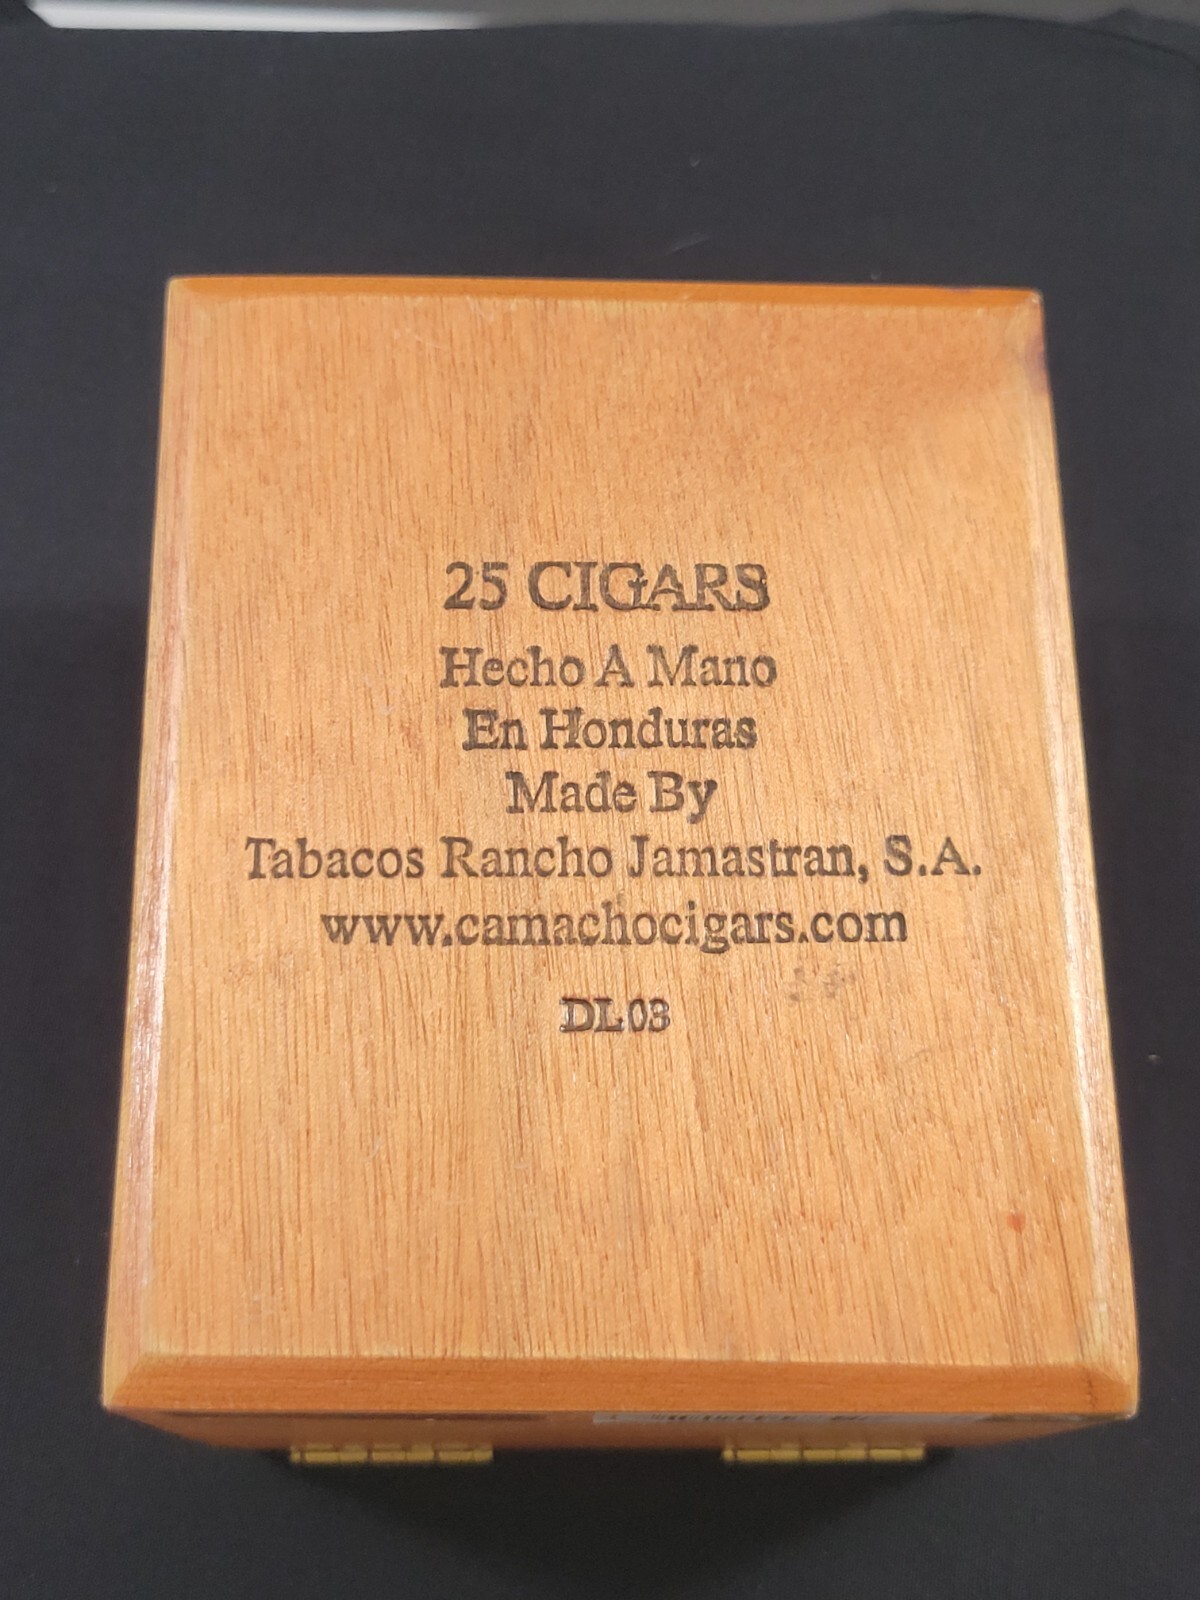 25 CIGARS
Hecho A Mano
En Honduras
Made By
Tabacos Rancho Jamastran, S.A.
www.camachocigars.com
DL03